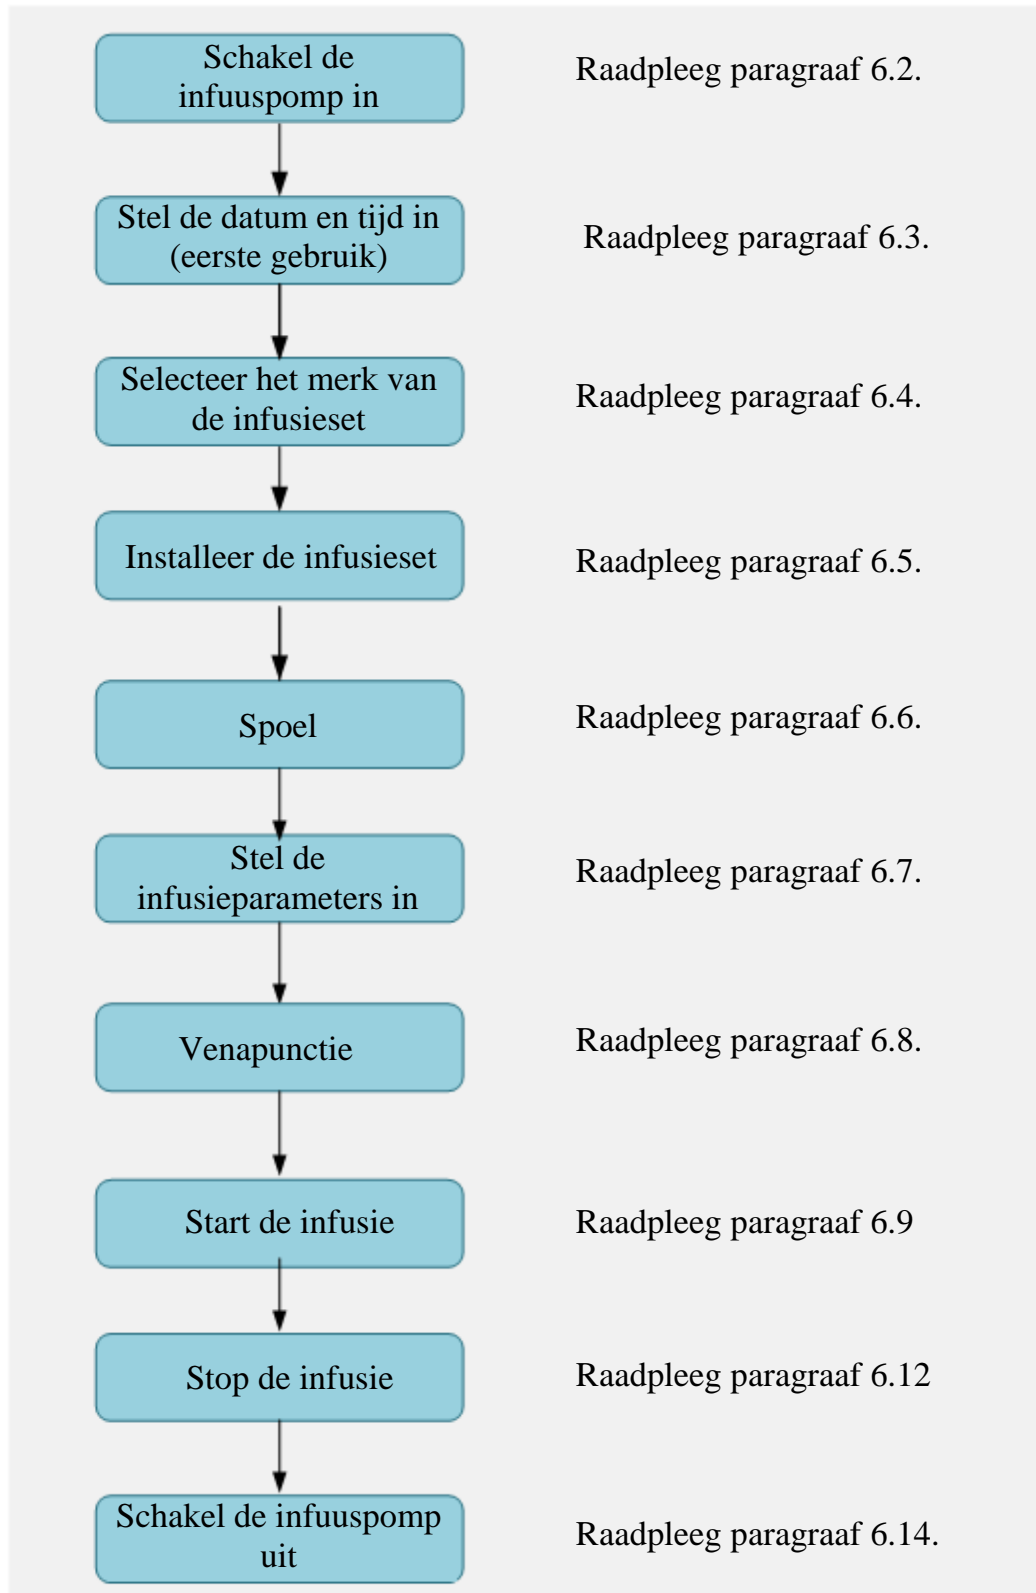 Schakel de
infuuspomp in
Raadpleeg paragraaf 6.2.
Stel de datum en tijd in
(eerste gebruik)
Raadpleeg paragraaf 6.3.
Selecteer het merk van
de infusieset
Raadpleeg paragraaf 6.4.
Installeer de infusieset
Raadpleeg paragraaf 6.5.
Spoel
Raadpleeg paragraaf 6.6.
Stel de
infusieparameters in
Raadpleeg paragraaf 6.7.
Venapunctie
Raadpleeg paragraaf 6.8.
Start de infusie
Raadpleeg paragraaf 6.9
Stop de infusie
Raadpleeg paragraaf 6.12
Schakel de infuuspomp
uit
Raadpleeg paragraaf 6.14.